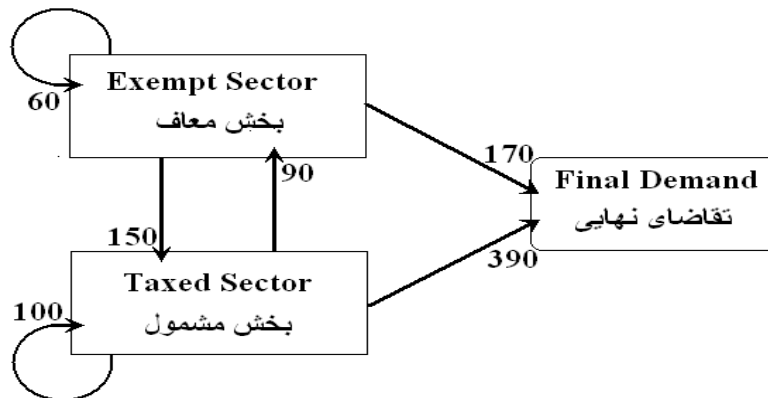 Exempt Sector
بخش معاف
60
90
170
Final Demand
تقاضای نهایی
150
390
Taxed Sector
بخش مشمول
100